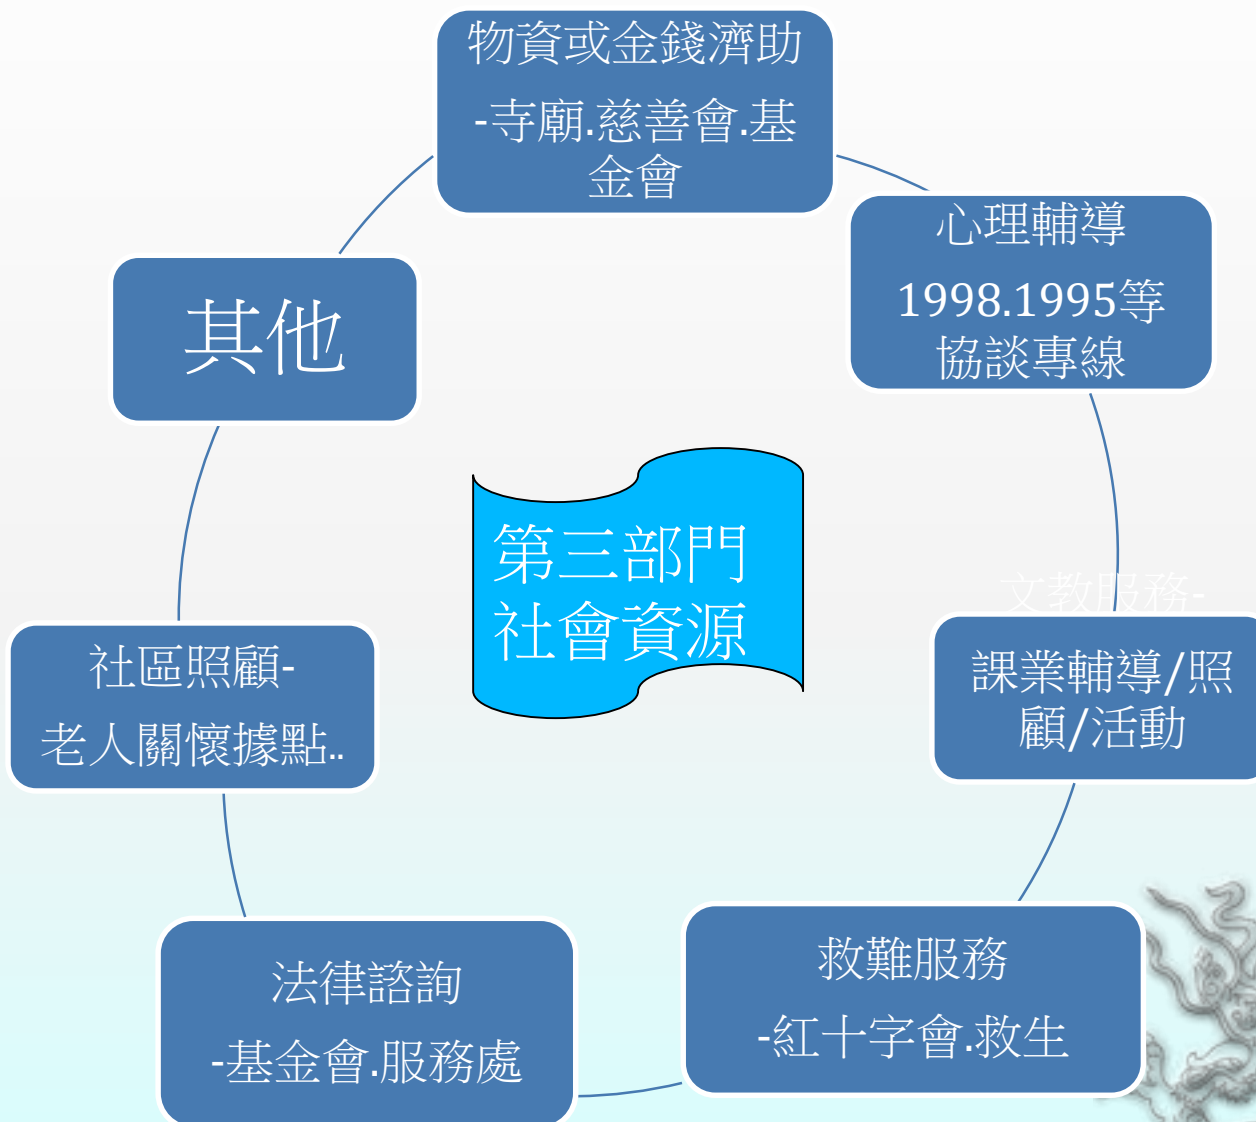 物資或金錢濟助
-寺廟.慈善會.基
金會
心理輔導
1998.1995等
協談專線
文教服務-
課業輔導/照
顧/活動
救難服務
-紅十字會.救生
法律諮詢
-基金會.服務處
社區照顧-
老人關懷據點..
其他
第三部門
社會資源